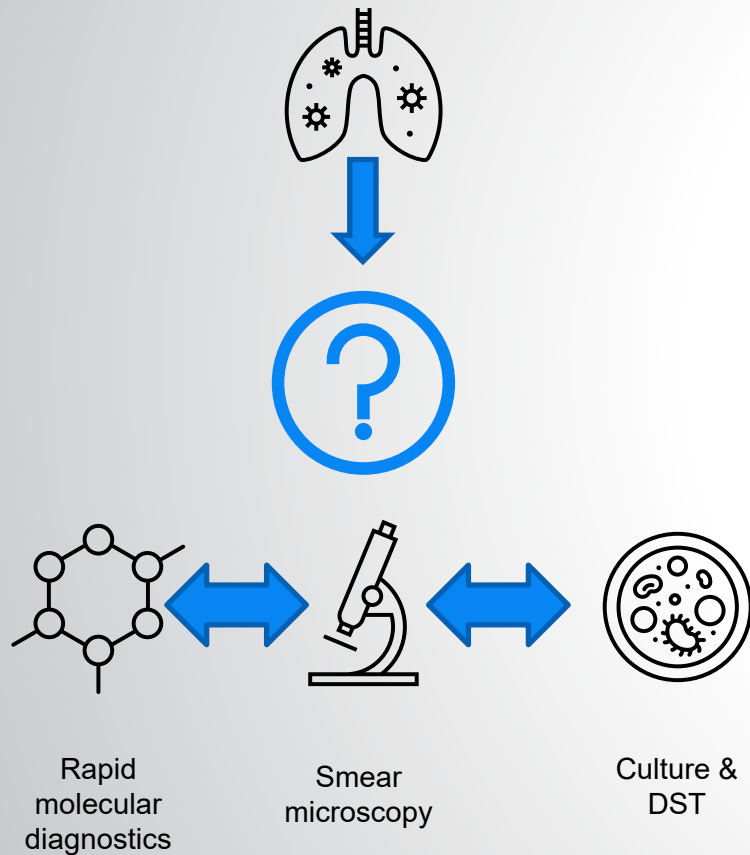 Rapid
molecular
diagnostics
Smear
microscopy
Culture &
DST